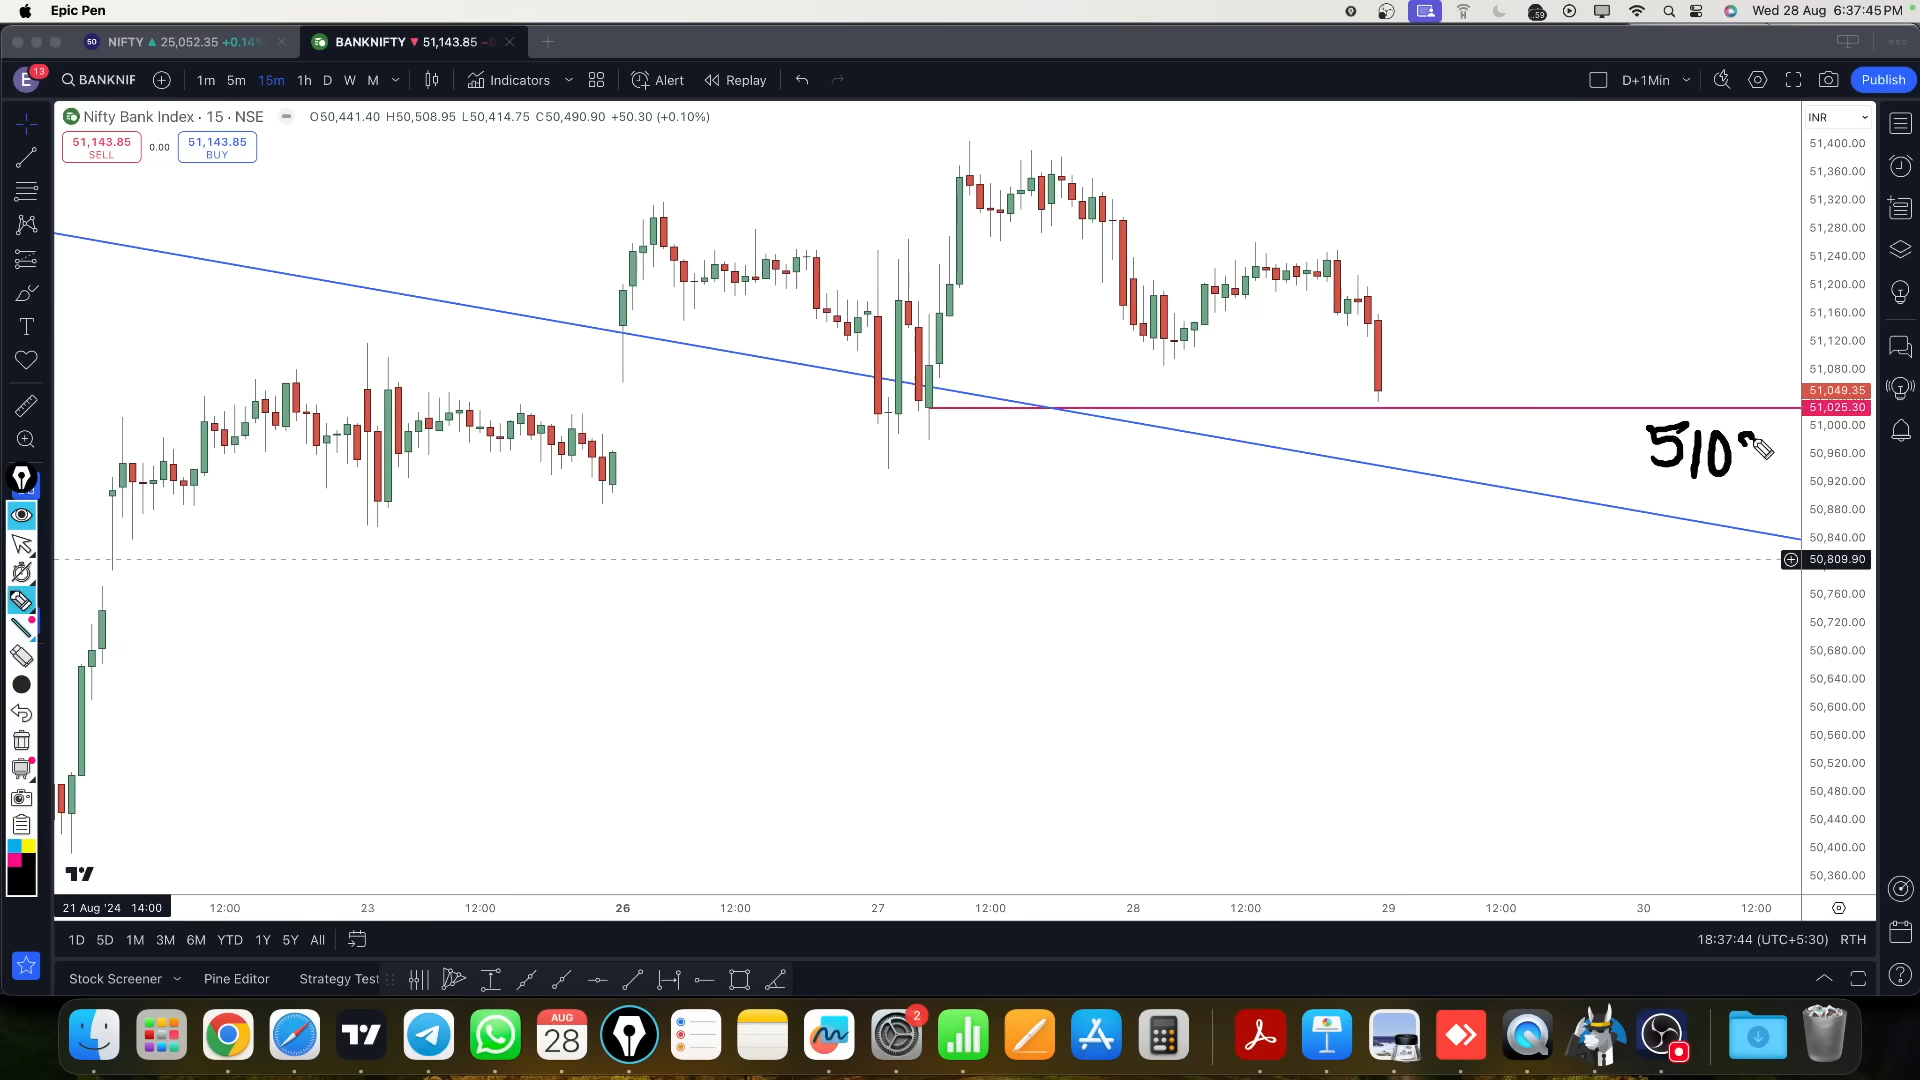 Epic Pen
Wed 28 Aug 6:37:45 PM
50 NIFTY ▲ 25,052.35 +0.14%
BANKNIFTY ▼ 51,143.85
E 13 BANKNIF 1m 5m 15m 1h D W M Indicators Alert Replay D+1Min Publish
Nifty Bank Index · 15 · NSE O50,441.40 H50,508.95 L50,414.75 C50,490.90 +50.30 (+0.10%)
INR
51,143.85 0.00 51,143.85
SELL BUY
51,400.00
51,360.00
51,320.00
51,280.00
51,240.00
51,200.00
51,160.00
51,120.00
51,080.00
51,049.35
51,025.30
51,000.00
510
50,960.00
50,920.00
50,880.00
50,840.00
50,809.90
50,760.00
50,720.00
50,680.00
50,640.00
50,600.00
50,560.00
50,520.00
50,480.00
50,440.00
50,400.00
50,360.00
21 Aug '24 14:00 12:00 23 12:00 26 12:00 27 12:00 28 12:00 29 12:00 30 12:00
1D 5D 1M 3M 6M YTD 1Y 5Y All 18:37:44 (UTC+5:30) RTH
Stock Screener Pine Editor Strategy Test
AUG
28
2